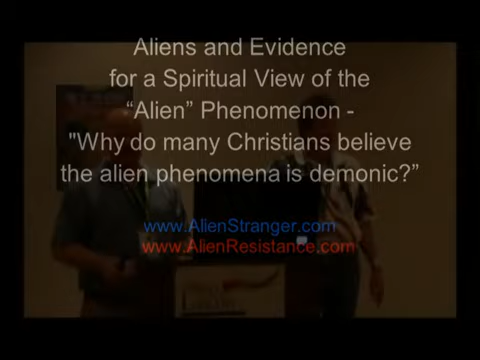 Aliens and Evidence
for a Spiritual View of the
“Alien” Phenomenon -
"Why do many Christians believe
the alien phenomena is demonic?”
www.AlienStranger.com
www.AlienResistance.com